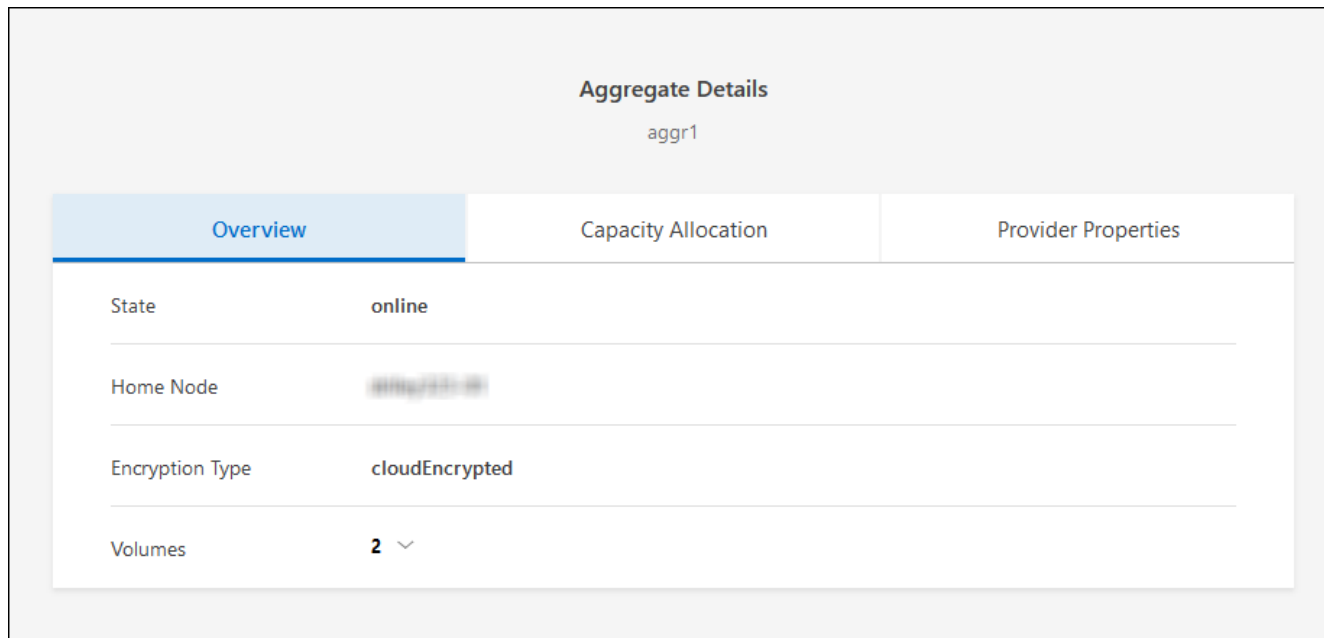 Aggregate Details
aggr1
Overview Capacity Allocation Provider Properties
State online
Home Node
Encryption Type cloudEncrypted
Volumes 2